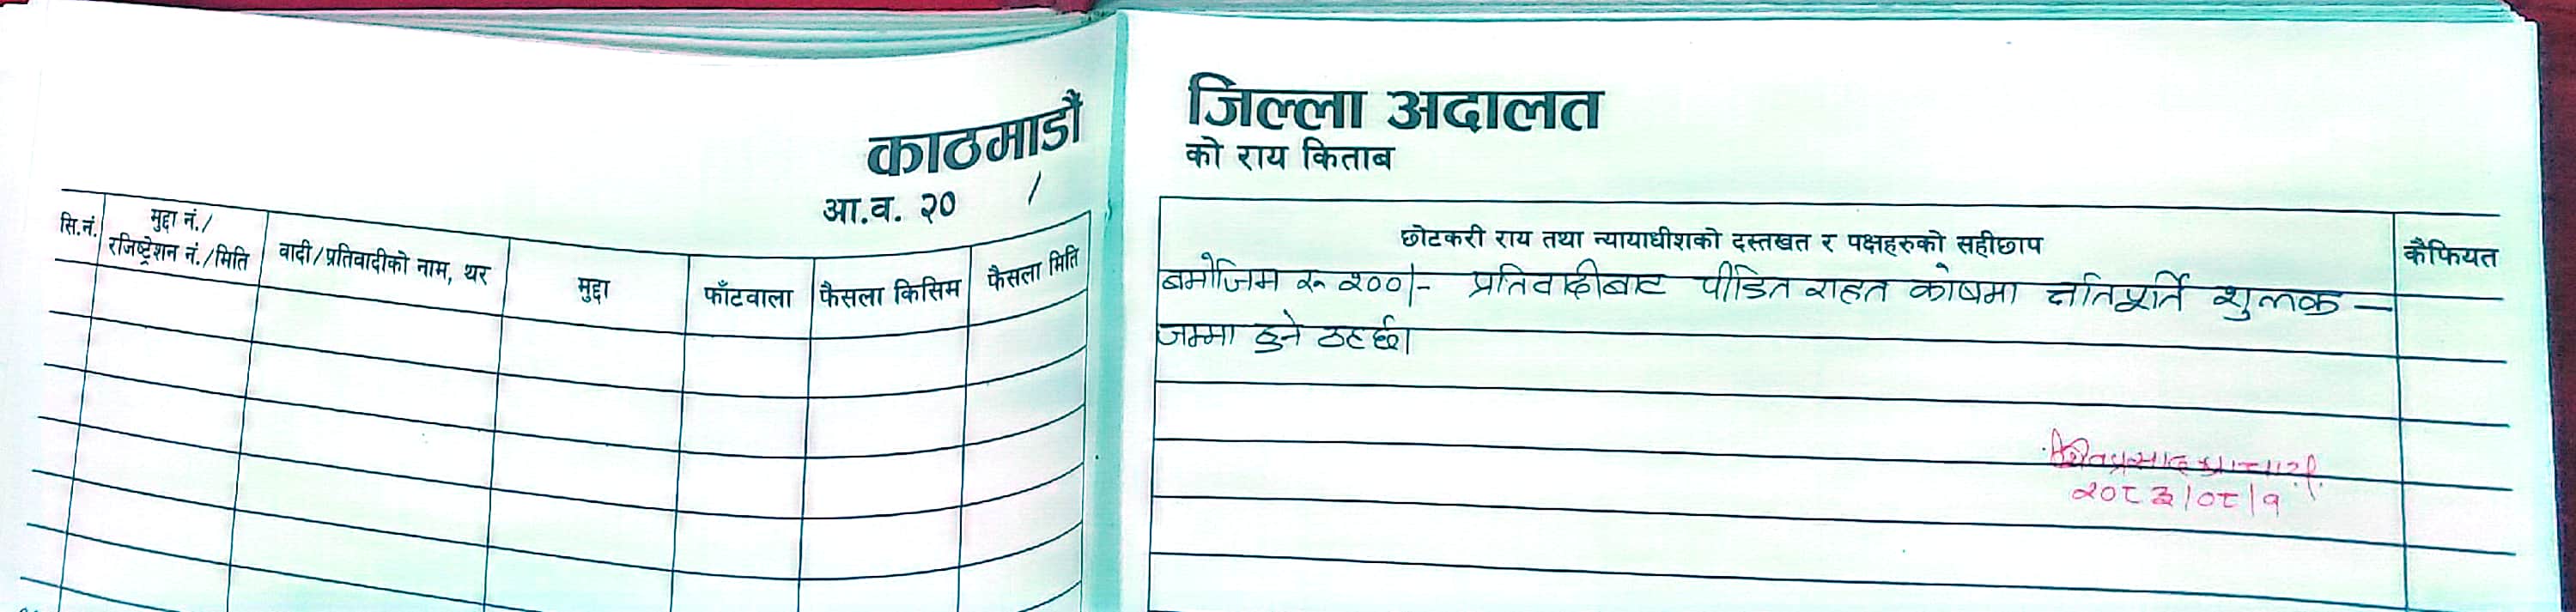 काठमाडौं जिल्ला अदालत
को राय किताब
आ.व. २० /
सि.नं. मुद्दा नं./ रजिष्ट्रेशन नं./मिति वादी/प्रतिवादीको नाम, थर मुद्दा फाँटवाला फैसला किसिम फैसला मिति छोटकरी राय तथा न्यायाधीशको दस्तखत र पक्षहरुको सहीछाप कैफियत
बमोजिम रू २००/- प्रतिवादीबाट पीडित राहत कोषमा क्षतिपूर्ति शुल्क —
जम्मा हुने ठहर्छ।
२०८३/०८/१